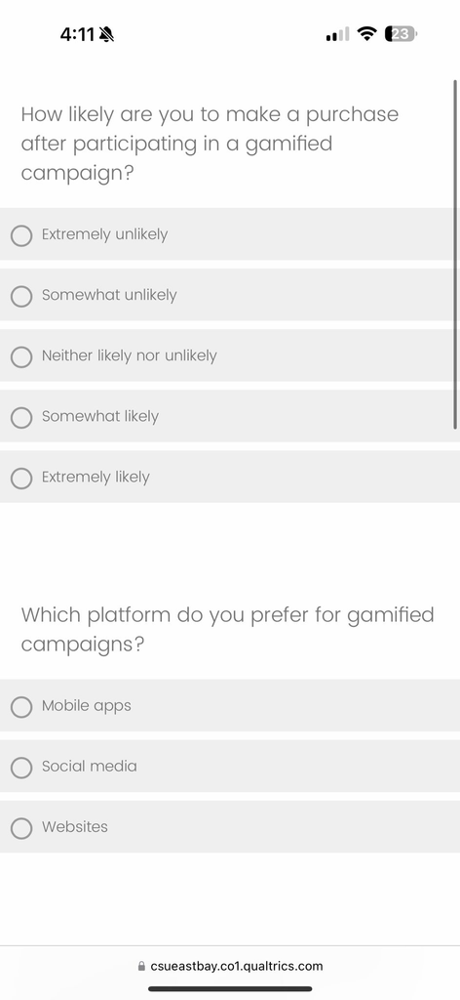 4:11
23
How likely are you to make a purchase
after participating in a gamified
campaign?
Extremely unlikely
Somewhat unlikely
Neither likely nor unlikely
Somewhat likely
Extremely likely
Which platform do you prefer for gamified
campaigns?
Mobile apps
Social media
Websites
csueastbay.co1.qualtrics.com